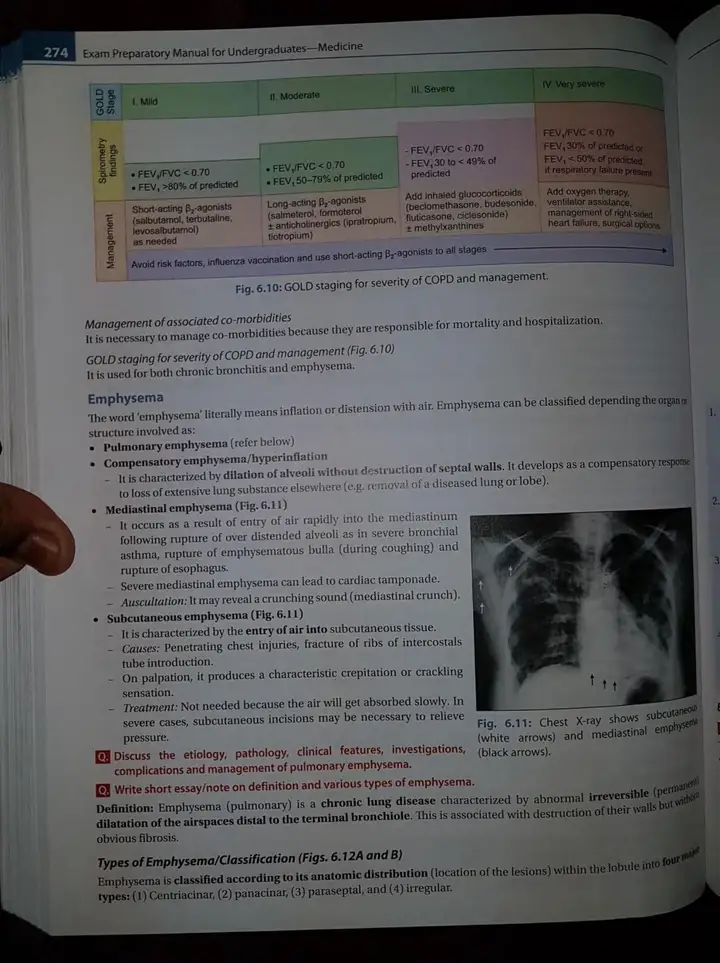 274 Exam Preparatory Manual for Undergraduates—Medicine
GOLD Stage
I. Mild
II. Moderate
III. Severe
IV. Very severe
Spirometry findings
• FEV₁/FVC < 0.70
• FEV₁ >80% of predicted
• FEV₁/FVC < 0.70
• FEV₁ 50–79% of predicted
- FEV₁/FVC < 0.70
- FEV₁ 30 to < 49% of
predicted
FEV₁/FVC < 0.70
FEV₁ 30% of predicted or
FEV₁ < 50% of predicted
if respiratory failure present
Management
Short-acting β₂-agonists
(salbutamol, terbutaline,
levosalbutamol)
as needed
Long-acting β₂-agonists
(salmeterol, formoterol
± anticholinergics (ipratropium,
tiotropium)
Add inhaled glucocorticoids
(beclomethasone, budesonide,
fluticasone, ciclesonide)
± methylxanthines
Add oxygen therapy,
ventilator assistance,
management of right-sided
heart failure, surgical options
Avoid risk factors, influenza vaccination and use short-acting β₂-agonists to all stages
Fig. 6.10: GOLD staging for severity of COPD and management.
Management of associated co-morbidities
It is necessary to manage co-morbidities because they are responsible for mortality and hospitalization.
GOLD staging for severity of COPD and management (Fig. 6.10)
It is used for both chronic bronchitis and emphysema.
Emphysema
The word 'emphysema' literally means inflation or distension with air. Emphysema can be classified depending the organ or
structure involved as:
• Pulmonary emphysema (refer below)
• Compensatory emphysema/hyperinflation
– It is characterized by dilation of alveoli without destruction of septal walls. It develops as a compensatory response
to loss of extensive lung substance elsewhere (e.g. removal of a diseased lung or lobe).
• Mediastinal emphysema (Fig. 6.11)
– It occurs as a result of entry of air rapidly into the mediastinum
following rupture of over distended alveoli as in severe bronchial
asthma, rupture of emphysematous bulla (during coughing) and
rupture of esophagus.
– Severe mediastinal emphysema can lead to cardiac tamponade.
– Auscultation: It may reveal a crunching sound (mediastinal crunch).
• Subcutaneous emphysema (Fig. 6.11)
– It is characterized by the entry of air into subcutaneous tissue.
– Causes: Penetrating chest injuries, fracture of ribs of intercostals
tube introduction.
– On palpation, it produces a characteristic crepitation or crackling
sensation.
– Treatment: Not needed because the air will get absorbed slowly. In
severe cases, subcutaneous incisions may be necessary to relieve
pressure.
Fig. 6.11: Chest X-ray shows subcutaneous
(white arrows) and mediastinal emphysema
(black arrows).
Q. Discuss the etiology, pathology, clinical features, investigations,
complications and management of pulmonary emphysema.
Q. Write short essay/note on definition and various types of emphysema.
Definition: Emphysema (pulmonary) is a chronic lung disease characterized by abnormal irreversible (permanent)
dilatation of the airspaces distal to the terminal bronchiole. This is associated with destruction of their walls but without
obvious fibrosis.
Types of Emphysema/Classification (Figs. 6.12A and B)
Emphysema is classified according to its anatomic distribution (location of the lesions) within the lobule into four major
types: (1) Centriacinar, (2) panacinar, (3) paraseptal, and (4) irregular.
1.
2.
3